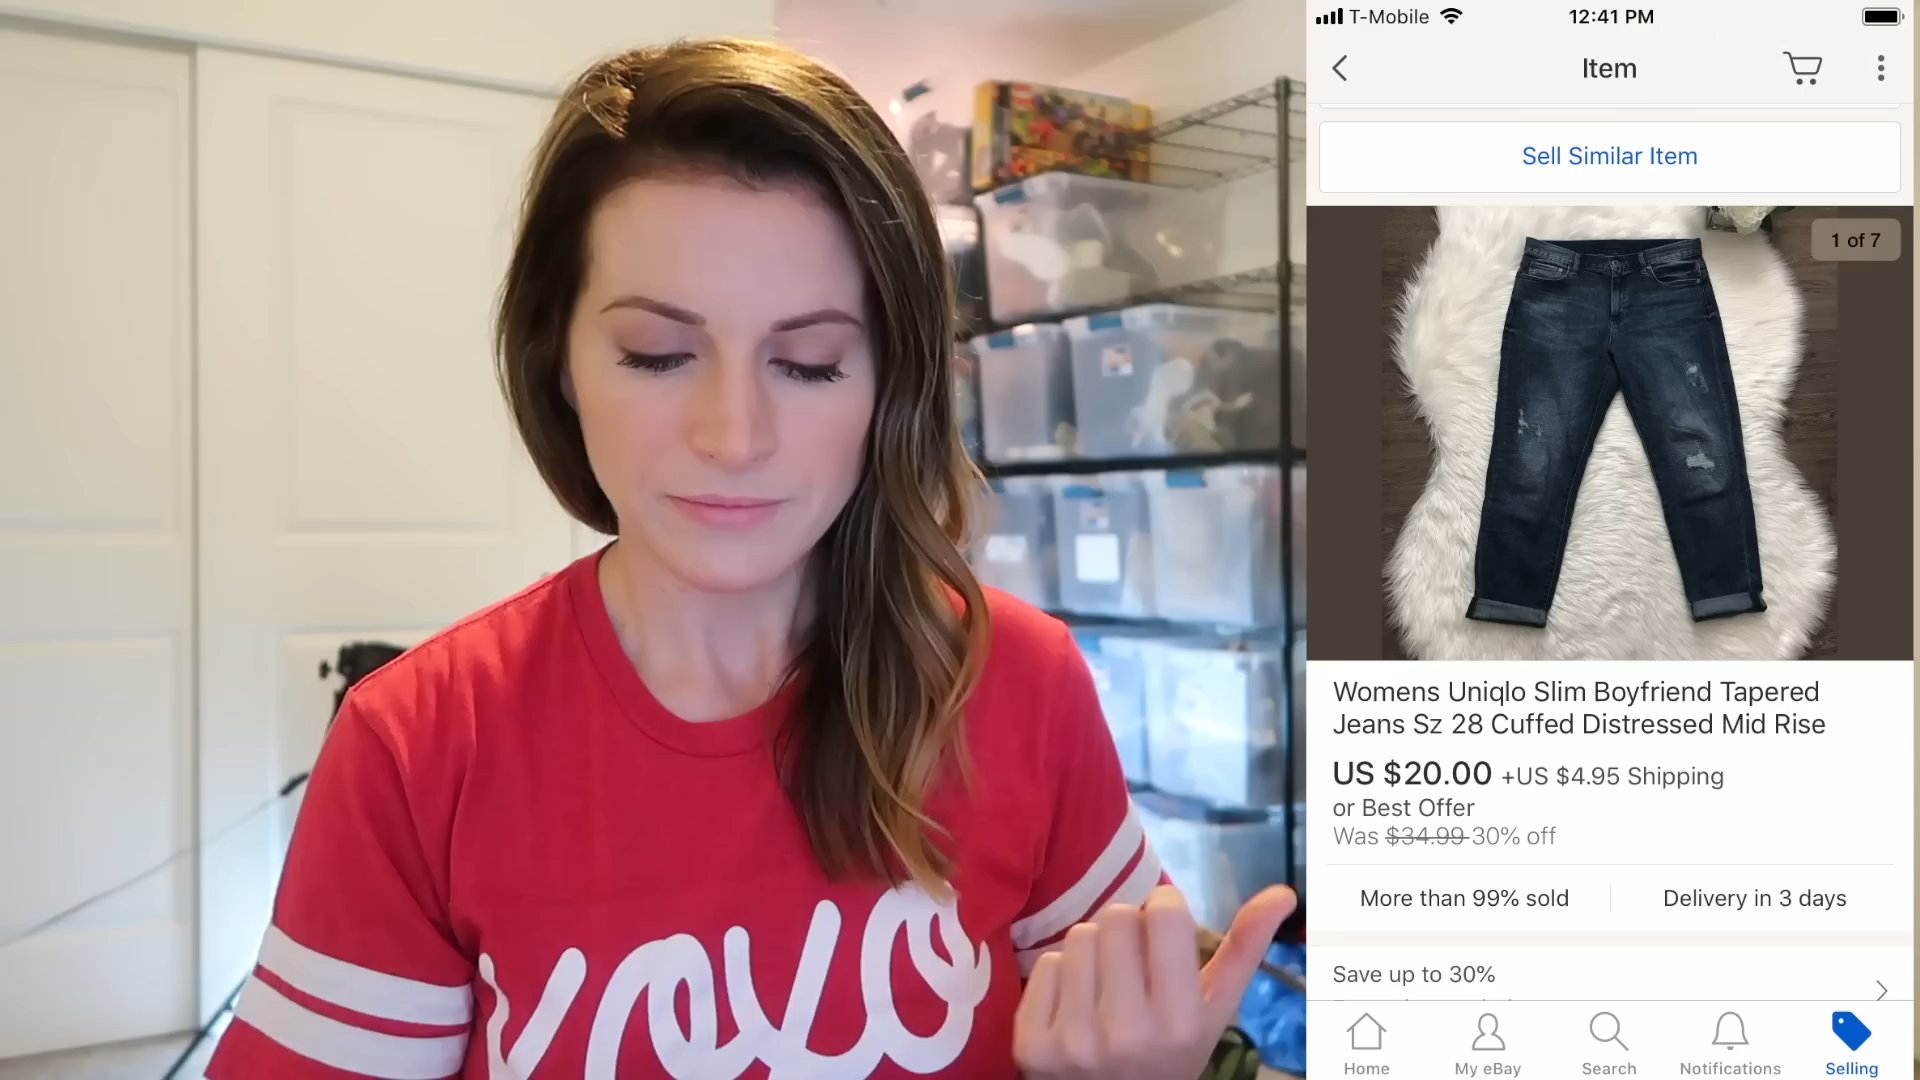 xoxo
T-Mobile 12:41 PM
Item
Sell Similar Item
1 of 7
Womens Uniqlo Slim Boyfriend Tapered
Jeans Sz 28 Cuffed Distressed Mid Rise
US $20.00 +US $4.95 Shipping
or Best Offer
Was $34.99 30% off
More than 99% sold Delivery in 3 days
Save up to 30%
Home My eBay Search Notifications Selling